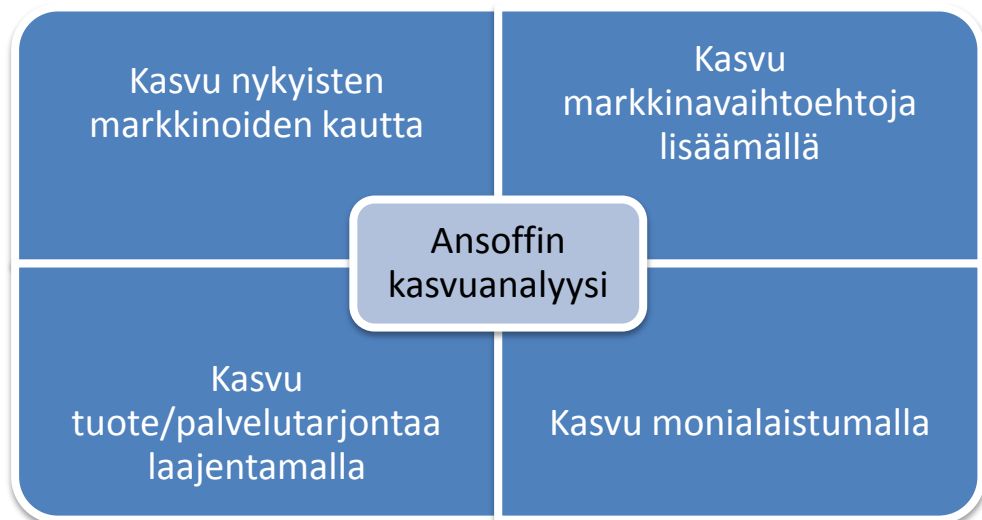 Kasvu nykyisten
markkinoiden kautta
Kasvu
markkinavaihtoehtoja
lisäämällä
Ansoffin
kasvuanalyysi
Kasvu
tuote/palvelutarjontaa
laajentamalla
Kasvu monialaistumalla